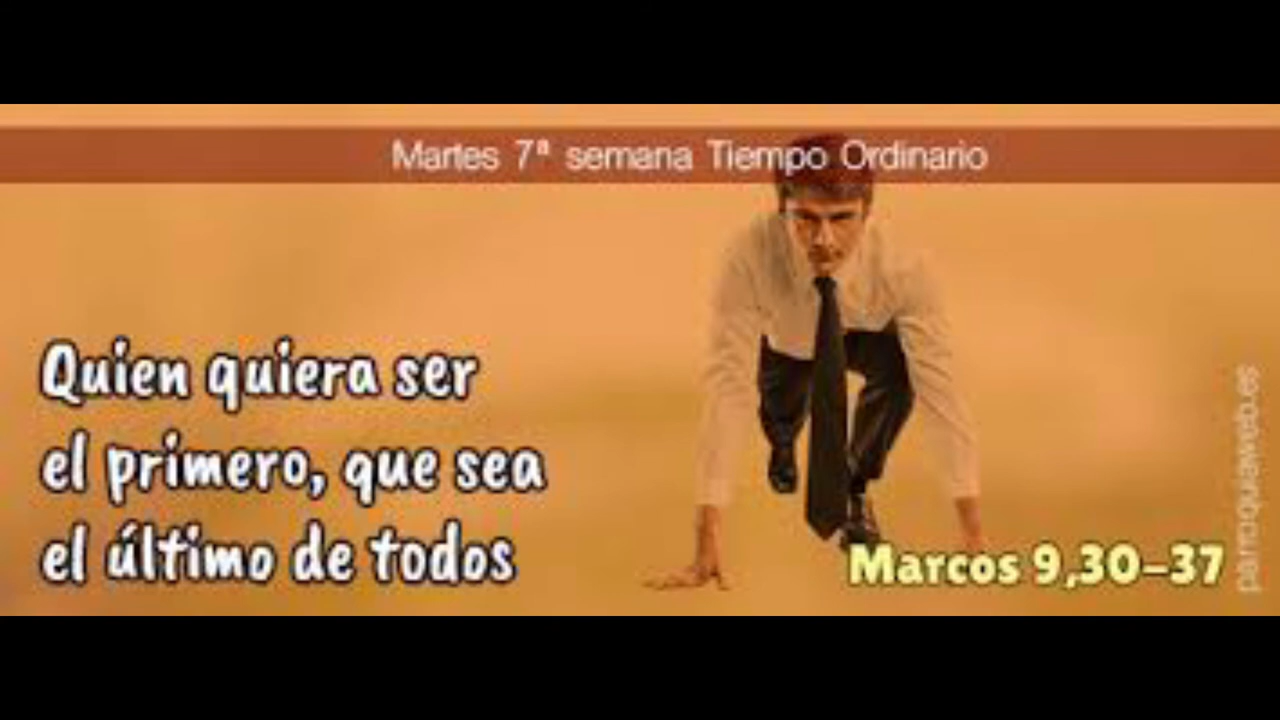 Martes 7ª semana Tiempo Ordinario
Quien quiera ser
el primero, que sea
el último de todos
Marcos 9,30-37
parroquiaweb.es